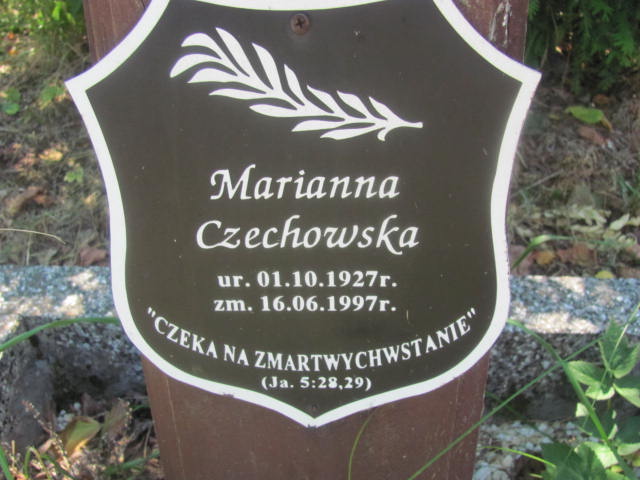 Marianna
Czechowska
ur. 01.10.1927r.
zm. 16.06.1997r.
"CZEKA NA ZMARTWYCHWSTANIE"
(Ja. 5:28,29)